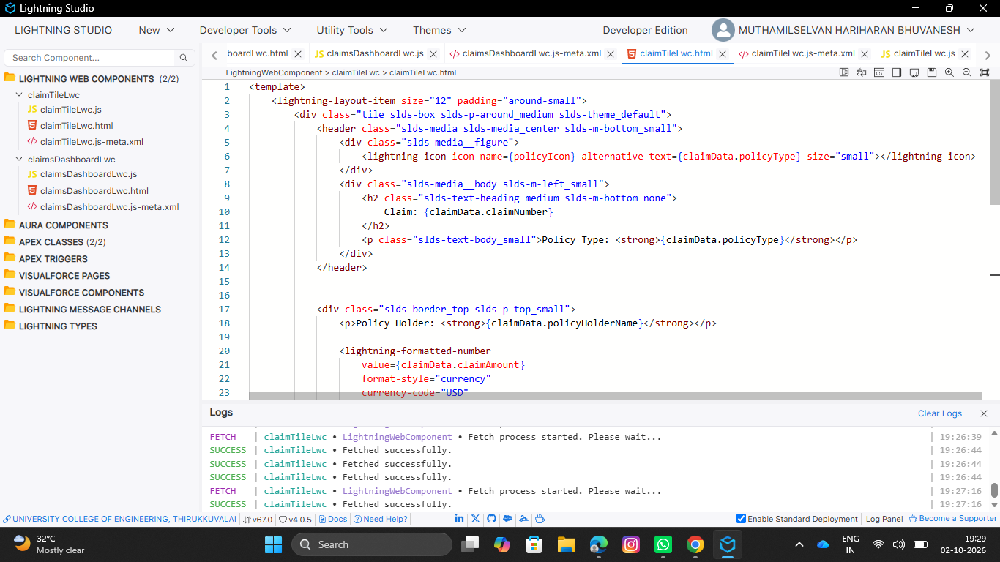 Lightning Studio
LIGHTNING STUDIO New Developer Tools Utility Tools Themes Developer Edition MUTHAMILSELVAN HARIHARAN BHUVANESH
Search Component...
boardLwc.html JS claimsDashboardLwc.js </> claimsDashboardLwc.js-meta.xml claimTileLwc.html </> claimTileLwc.js-meta.xml JS claimTileLwc.js
LightningWebComponent > claimTileLwc > claimTileLwc.html
LIGHTNING WEB COMPONENTS (2/2)
claimTileLwc
JS claimTileLwc.js
claimTileLwc.html
</> claimTileLwc.js-meta.xml
claimsDashboardLwc
JS claimsDashboardLwc.js
claimsDashboardLwc.html
</> claimsDashboardLwc.js-meta.xml
AURA COMPONENTS
APEX CLASSES (2/2)
APEX TRIGGERS
VISUALFORCE PAGES
VISUALFORCE COMPONENTS
LIGHTNING MESSAGE CHANNELS
LIGHTNING TYPES
1 <template>
2 <lightning-layout-item size="12" padding="around-small">
3 <div class="tile slds-box slds-p-around_medium slds-theme_default">
4 <header class="slds-media slds-media_center slds-m-bottom_small">
5 <div class="slds-media__figure">
6 <lightning-icon icon-name={policyIcon} alternative-text={claimData.policyType} size="small"></lightning-icon>
7 </div>
8 <div class="slds-media__body slds-m-left_small">
9 <h2 class="slds-text-heading_medium slds-m-bottom_none">
10 Claim: {claimData.claimNumber}
11 </h2>
12 <p class="slds-text-body_small">Policy Type: <strong>{claimData.policyType}</strong></p>
13 </div>
14 </header>
15
16
17 <div class="slds-border_top slds-p-top_small">
18 <p>Policy Holder: <strong>{claimData.policyHolderName}</strong></p>
19
20 <lightning-formatted-number
21 value={claimData.claimAmount}
22 format-style="currency"
23 currency-code="USD"
Logs Clear Logs
FETCH | claimTileLwc • LightningWebComponent • Fetch process started. Please wait... | 19:26:39
SUCCESS | claimTileLwc • Fetched successfully. | 19:26:44
SUCCESS | claimTileLwc • Fetched successfully. | 19:26:44
SUCCESS | claimTileLwc • Fetched successfully. | 19:26:44
FETCH | claimTileLwc • LightningWebComponent • Fetch process started. Please wait... | 19:27:16
SUCCESS | claimTileLwc • Fetched successfully. | 19:27:16
UNIVERSITY COLLEGE OF ENGINEERING, THIRUKKUVALAI v67.0 v4.0.5 Docs Need Help? Enable Standard Deployment Log Panel Become a Supporter
32°C
Mostly clear
Search
ENG
IN
19:29
02-10-2026